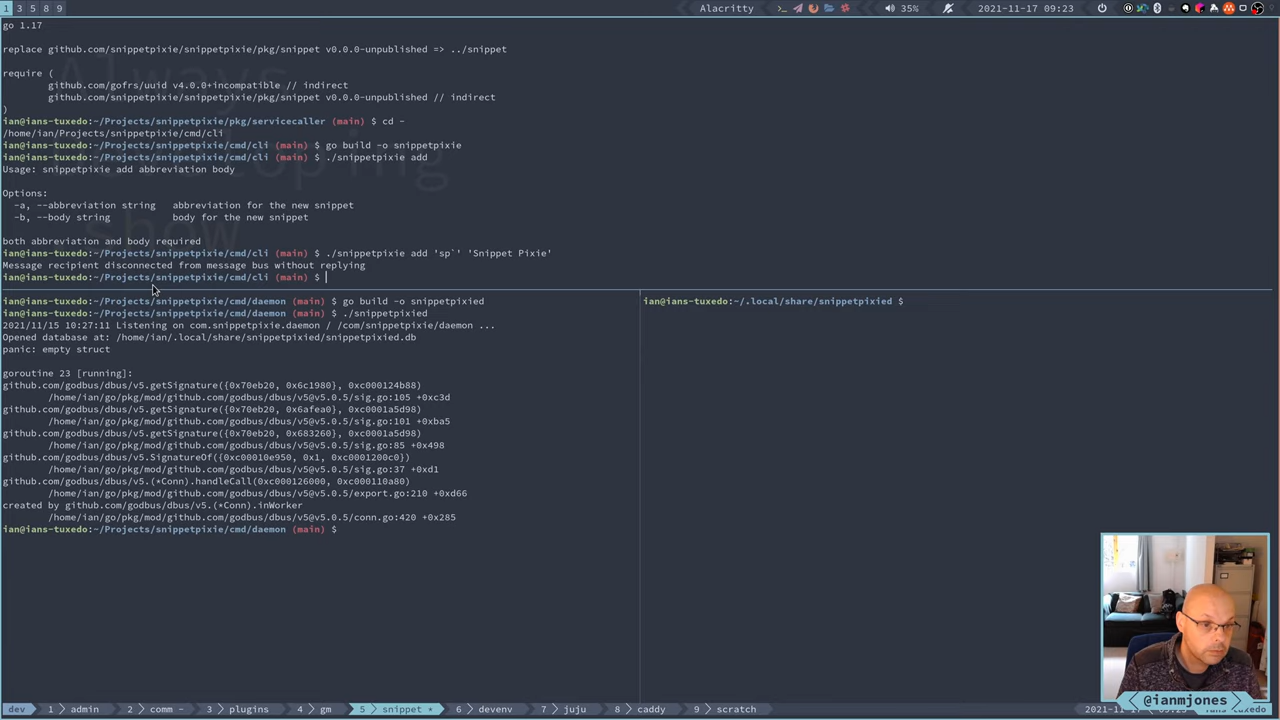 1 3 5 8 9
Alacritty
35%
2021-11-17 09:23
go 1.17
replace github.com/snippetpixie/snippetpixie/pkg/snippet v0.0.0-unpublished => ../snippet
require (
github.com/gofrs/uuid v4.0.0+incompatible // indirect
github.com/snippetpixie/snippetpixie/pkg/snippet v0.0.0-unpublished // indirect
)
ian@ians-tuxedo:~/Projects/snippetpixie/pkg/servicecaller (main) $ cd -
/home/ian/Projects/snippetpixie/cmd/cli
ian@ians-tuxedo:~/Projects/snippetpixie/cmd/cli (main) $ go build -o snippetpixie
ian@ians-tuxedo:~/Projects/snippetpixie/cmd/cli (main) $ ./snippetpixie add
Usage: snippetpixie add abbreviation body
Options:
-a, --abbreviation string abbreviation for the new snippet
-b, --body string body for the new snippet
both abbreviation and body required
ian@ians-tuxedo:~/Projects/snippetpixie/cmd/cli (main) $ ./snippetpixie add 'sp`' 'Snippet Pixie'
Message recipient disconnected from message bus without replying
ian@ians-tuxedo:~/Projects/snippetpixie/cmd/cli (main) $
ian@ians-tuxedo:~/Projects/snippetpixie/cmd/daemon (main) $ go build -o snippetpixied
ian@ians-tuxedo:~/Projects/snippetpixie/cmd/daemon (main) $ ./snippetpixied
2021/11/15 10:27:11 Listening on com.snippetpixie.daemon / /com/snippetpixie/daemon ...
Opened database at: /home/ian/.local/share/snippetpixied/snippetpixied.db
panic: empty struct
goroutine 23 [running]:
github.com/godbus/dbus/v5.getSignature({0x70eb20, 0x6c1980}, 0xc000124b88)
/home/ian/go/pkg/mod/github.com/godbus/dbus/v5@v5.0.5/sig.go:105 +0xc3d
github.com/godbus/dbus/v5.getSignature({0x70eb20, 0x6afea0}, 0xc0001a5d98)
/home/ian/go/pkg/mod/github.com/godbus/dbus/v5@v5.0.5/sig.go:101 +0xba5
github.com/godbus/dbus/v5.getSignature({0x70eb20, 0x683260}, 0xc0001a5d98)
/home/ian/go/pkg/mod/github.com/godbus/dbus/v5@v5.0.5/sig.go:85 +0x498
github.com/godbus/dbus/v5.SignatureOf({0xc00010e950, 0x1, 0xc0001200c0})
/home/ian/go/pkg/mod/github.com/godbus/dbus/v5@v5.0.5/sig.go:37 +0xd1
github.com/godbus/dbus/v5.(*Conn).handleCall(0xc000126000, 0xc000110a80)
/home/ian/go/pkg/mod/github.com/godbus/dbus/v5@v5.0.5/export.go:210 +0xd66
created by github.com/godbus/dbus/v5.(*Conn).inWorker
/home/ian/go/pkg/mod/github.com/godbus/dbus/v5@v5.0.5/conn.go:420 +0x285
ian@ians-tuxedo:~/Projects/snippetpixie/cmd/daemon (main) $
ian@ians-tuxedo:~/.local/share/snippetpixied $
@ianmjones
dev 1 admin 2 comm - 3 plugins 4 gm 5 snippet * 6 devenv 7 juju 8 caddy 9 scratch